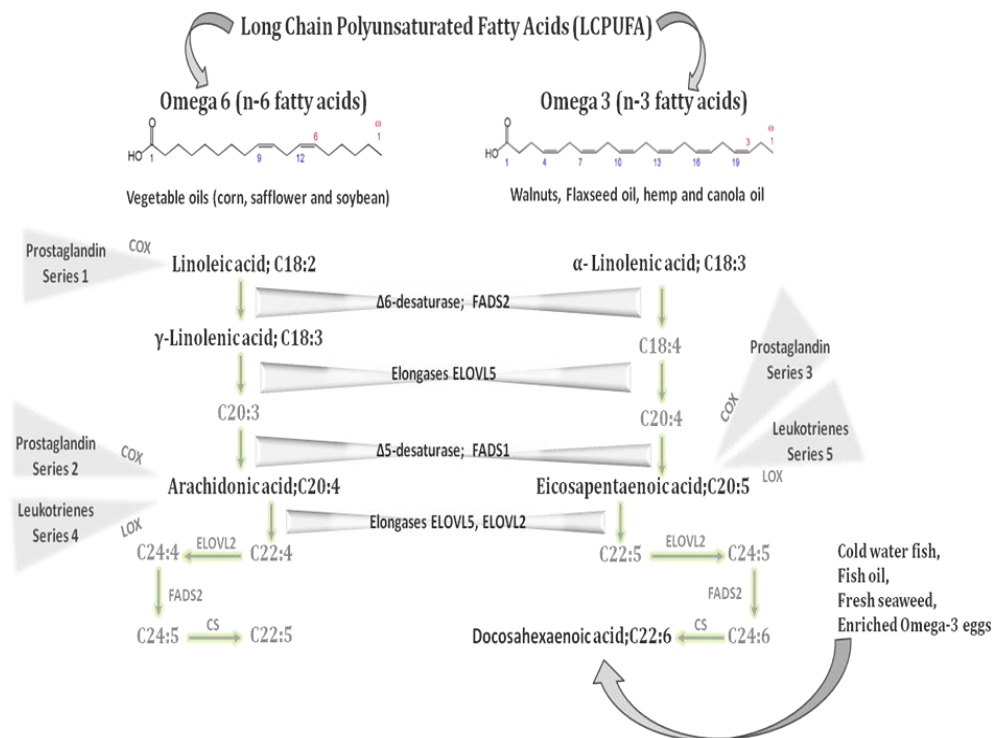 Long Chain Polyunsaturated Fatty Acids (LCPUFA)
Omega 6 (n-6 fatty acids)
Omega 3 (n-3 fatty acids)
O
HO
1
9
12
6
ω
1
O
HO
1
4
7
10
13
16
19
3
ω
1
Vegetable oils (corn, safflower and soybean)
Walnuts, Flaxseed oil, hemp and canola oil
Prostaglandin
Series 1
COX
Linoleic acid; C18:2
α- Linolenic acid; C18:3
Δ6-desaturase; FADS2
γ-Linolenic acid; C18:3
C18:4
Elongases ELOVL5
Prostaglandin
Series 3
COX
C20:3
C20:4
Leukotrienes
Series 5
LOX
Δ5-desaturase; FADS1
Prostaglandin
Series 2
COX
Arachidonic acid;C20:4
Eicosapentaenoic acid;C20:5
Leukotrienes
Series 4
LOX
Elongases ELOVL5, ELOVL2
C24:4
ELOVL2
C22:4
C22:5
ELOVL2
C24:5
FADS2
FADS2
C24:5
CS
C22:5
Docosahexaenoic acid;C22:6
CS
C24:6
Cold water fish,
Fish oil,
Fresh seaweed,
Enriched Omega-3 eggs